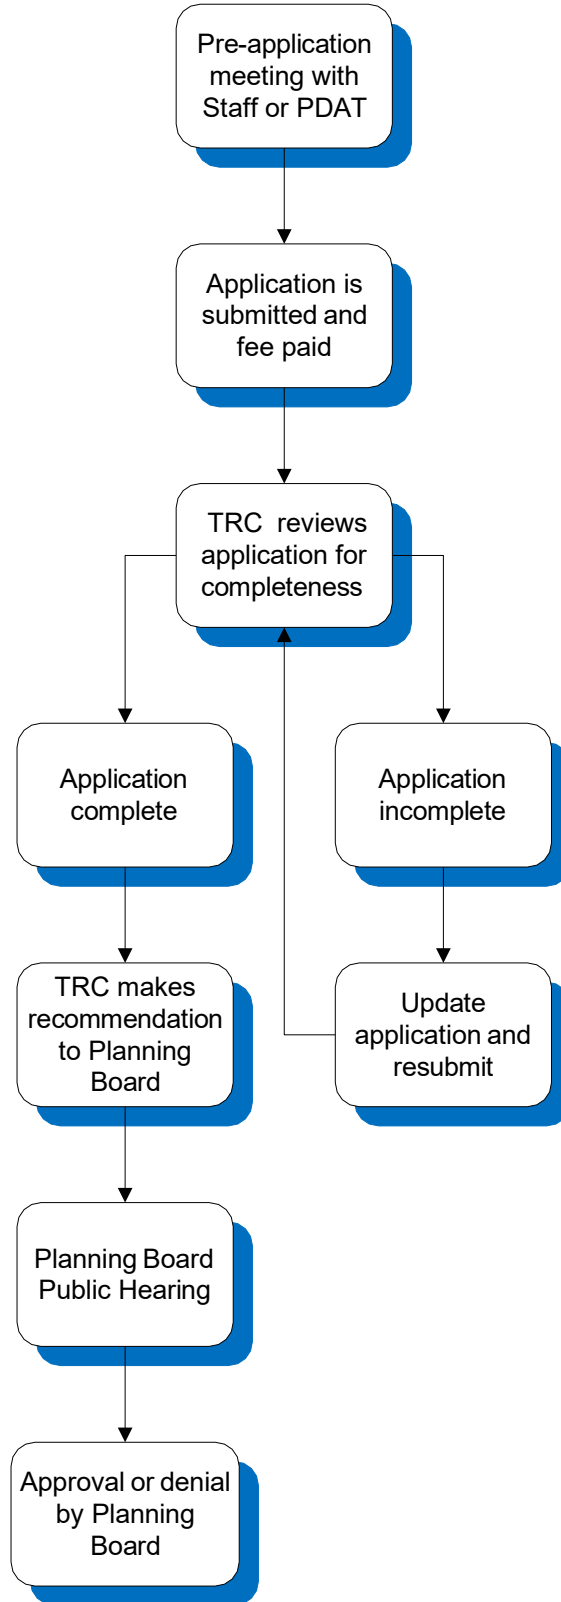 Pre-application
meeting with
Staff or PDAT
Application is
submitted and
fee paid
TRC reviews
application for
completeness
Application
complete
Application
incomplete
TRC makes
recommendation
to Planning
Board
Update
application and
resubmit
Planning Board
Public Hearing
Approval or denial
by Planning
Board